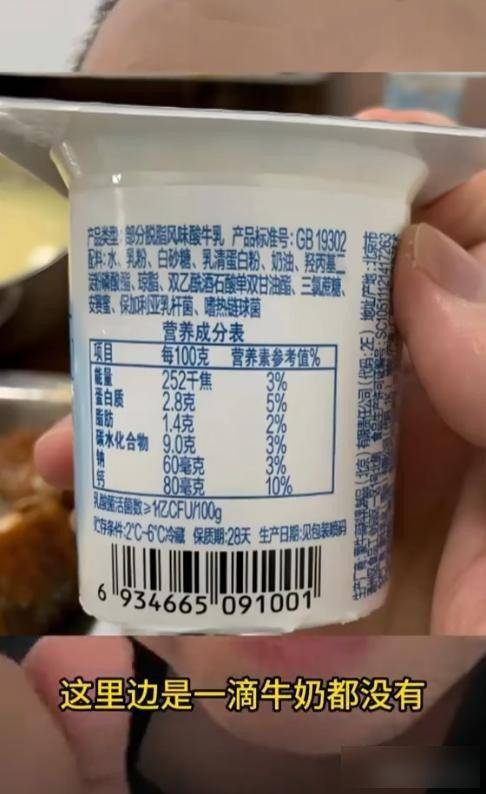 产品类型:部分脱脂风味酸牛乳 产品标准号:GB 19302
配料:水、乳粉、白砂糖、乳清蛋白粉、奶油、羟丙基二
淀粉磷酸酯、琼脂、双乙酰酒石酸单双甘油酯、三氯蔗糖、
安赛蜜、保加利亚乳杆菌、嗜热链球菌
营养成分表
项目 每100克 营养素参考值%
能量 252千焦 3%
蛋白质 2.8克 5%
脂肪 1.4克 2%
碳水化合物 9.0克 3%
钠 60毫克 3%
钙 80毫克 10%
乳酸菌活菌数≥1亿CFU/100g
贮存条件:2℃-6℃冷藏 保质期:28天 生产日期:见包装喷码
6 934665 091001
这里边是一滴牛奶都没有